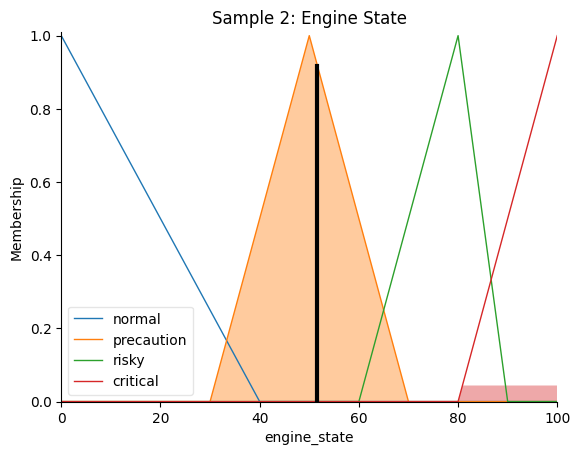 Sample 2: Engine State
1.0
0.8
0.6
0.4
0.2
0.0
Membership
normal
precaution
risky
critical
0 20 40 60 80 100
engine_state